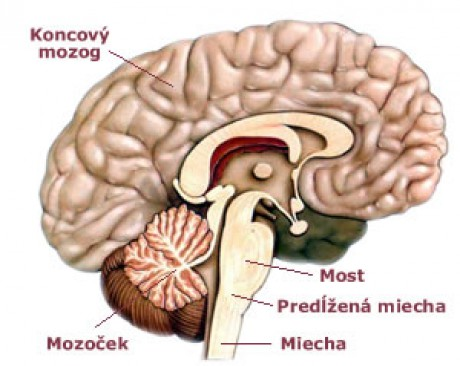 Koncový
mozog
Most
Predĺžená miecha
Mozoček
Miecha